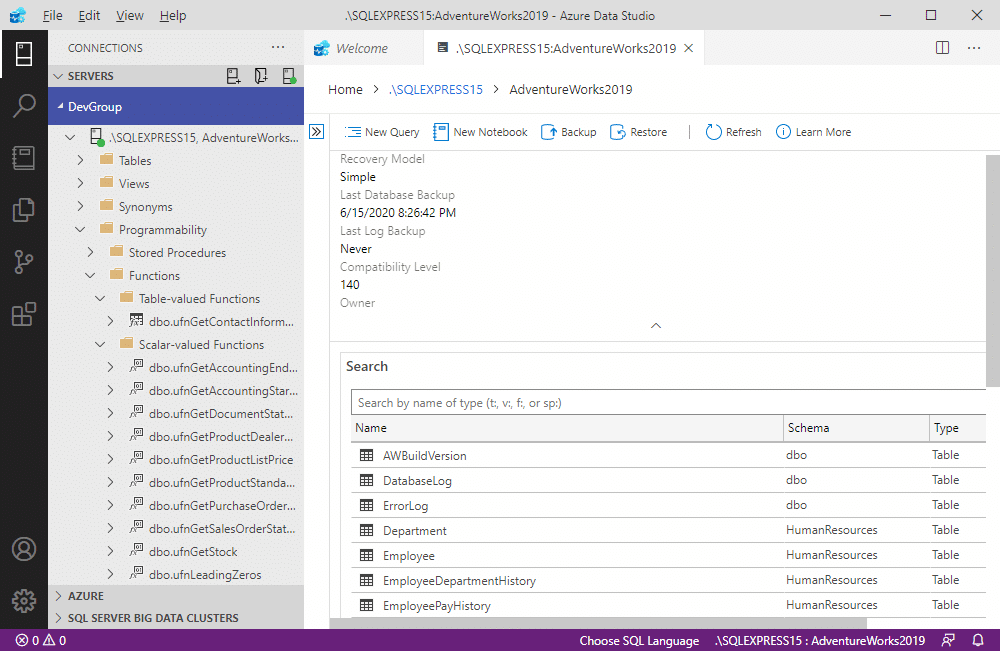 File Edit View Help .\SQLEXPRESS15:AdventureWorks2019 - Azure Data Studio
CONNECTIONS
SERVERS
DevGroup
.\SQLEXPRESS15, AdventureWorks...
Tables
Views
Synonyms
Programmability
Stored Procedures
Functions
Table-valued Functions
dbo.ufnGetContactInform...
Scalar-valued Functions
dbo.ufnGetAccountingEnd...
dbo.ufnGetAccountingStar...
dbo.ufnGetDocumentStat...
dbo.ufnGetProductDealer...
dbo.ufnGetProductListPrice
dbo.ufnGetProductStanda...
dbo.ufnGetPurchaseOrder...
dbo.ufnGetSalesOrderStat...
dbo.ufnGetStock
dbo.ufnLeadingZeros
AZURE
SQL SERVER BIG DATA CLUSTERS
Welcome .\SQLEXPRESS15:AdventureWorks2019
Home > .\SQLEXPRESS15 > AdventureWorks2019
New Query New Notebook Backup Restore | Refresh Learn More
Recovery Model
Simple
Last Database Backup
6/15/2020 8:26:42 PM
Last Log Backup
Never
Compatibility Level
140
Owner
Search
Search by name of type (t:, v:, f:, or sp:)
Name Schema Type
AWBuildVersion dbo Table
DatabaseLog dbo Table
ErrorLog dbo Table
Department HumanResources Table
Employee HumanResources Table
EmployeeDepartmentHistory HumanResources Table
EmployeePayHistory HumanResources Table
0 0 Choose SQL Language .\SQLEXPRESS15 : AdventureWorks2019